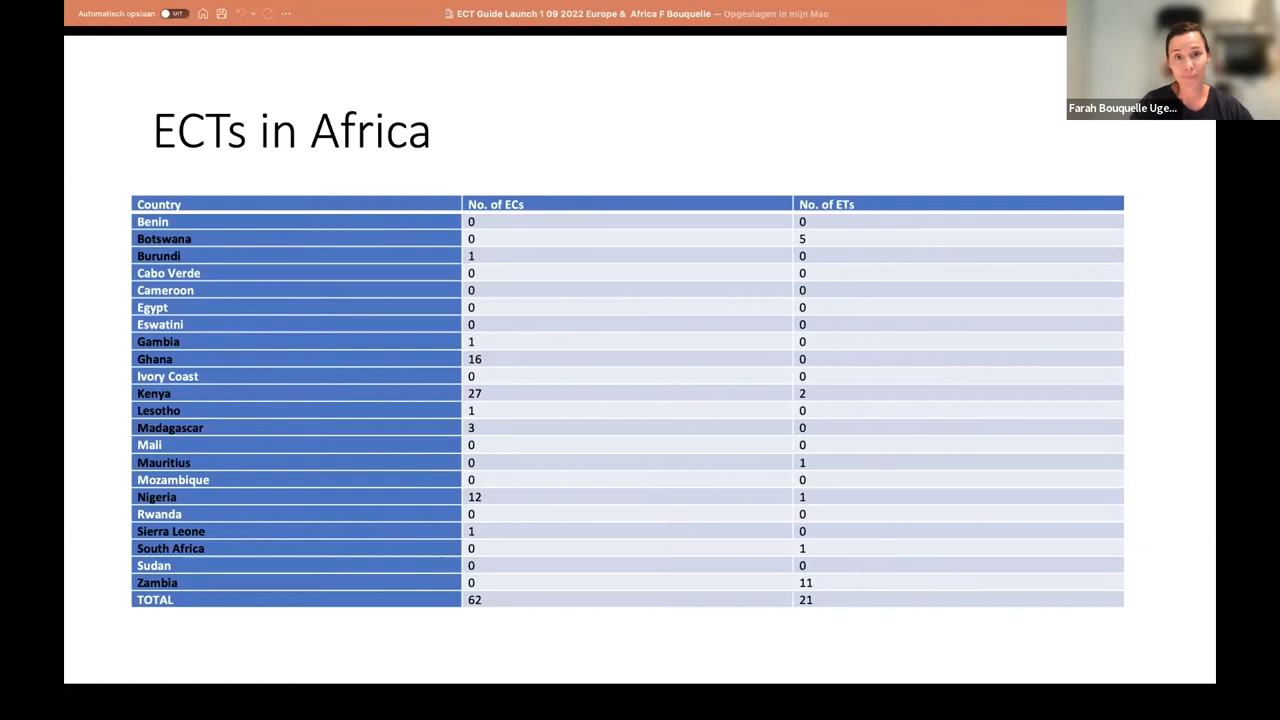 Automatisch opslaan UIT ECT Guide Launch 1 09 2022 Europe & Africa F Bouquelle — Opgeslagen in mijn Mac
Farah Bouquelle Uge...
ECTs in Africa
Country No. of ECs No. of ETs
Benin 0 0
Botswana 0 5
Burundi 1 0
Cabo Verde 0 0
Cameroon 0 0
Egypt 0 0
Eswatini 0 0
Gambia 1 0
Ghana 16 0
Ivory Coast 0 0
Kenya 27 2
Lesotho 1 0
Madagascar 3 0
Mali 0 0
Mauritius 0 1
Mozambique 0 0
Nigeria 12 1
Rwanda 0 0
Sierra Leone 1 0
South Africa 0 1
Sudan 0 0
Zambia 0 11
TOTAL 62 21